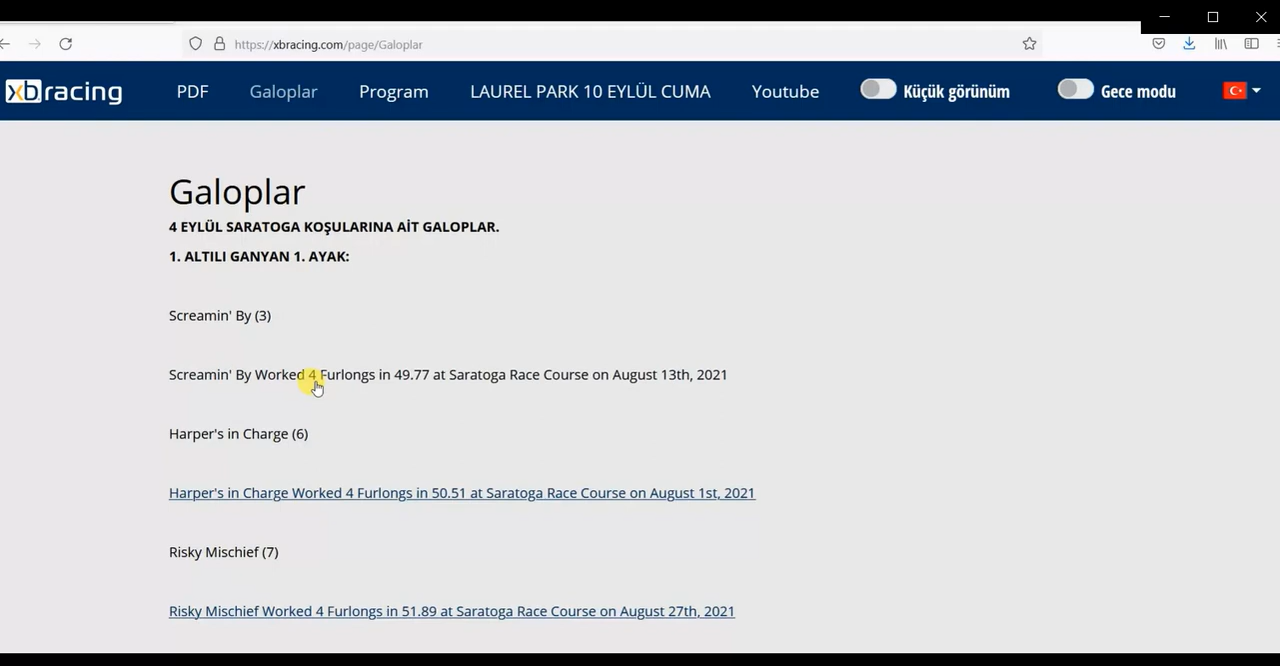 https://xbracing.com/page/Galoplar
xbracing
PDF
Galoplar
Program
LAUREL PARK 10 EYLÜL CUMA
Youtube
Küçük görünüm
Gece modu
Galoplar
4 EYLÜL SARATOGA KOŞULARINA AİT GALOPLAR.
1. ALTILI GANYAN 1. AYAK:
Screamin' By (3)
Screamin' By Worked 4 Furlongs in 49.77 at Saratoga Race Course on August 13th, 2021
Harper's in Charge (6)
Harper's in Charge Worked 4 Furlongs in 50.51 at Saratoga Race Course on August 1st, 2021
Risky Mischief (7)
Risky Mischief Worked 4 Furlongs in 51.89 at Saratoga Race Course on August 27th, 2021